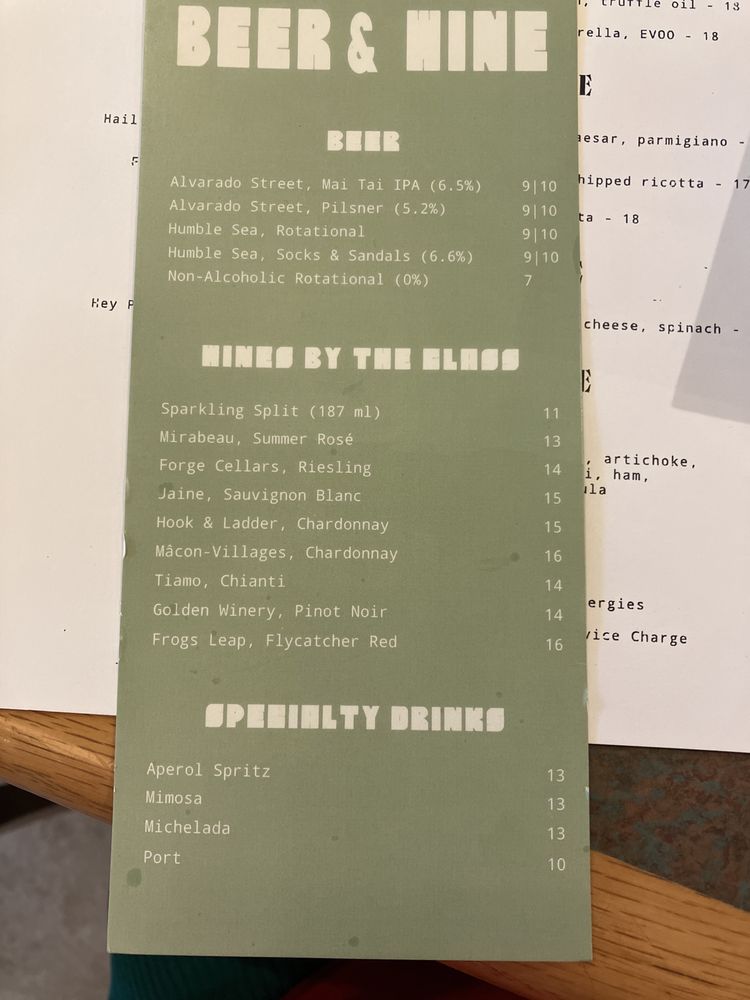 BEER & WINE
BEER
Alvarado Street, Mai Tai IPA (6.5%) 9|10
Alvarado Street, Pilsner (5.2%) 9|10
Humble Sea, Rotational 9|10
Humble Sea, Socks & Sandals (6.6%) 9|10
Non-Alcoholic Rotational (0%) 7
WINES BY THE GLASS
Sparkling Split (187 ml) 11
Mirabeau, Summer Rosé 13
Forge Cellars, Riesling 14
Jaine, Sauvignon Blanc 15
Hook & Ladder, Chardonnay 15
Mâcon-Villages, Chardonnay 16
Tiamo, Chianti 14
Golden Winery, Pinot Noir 14
Frogs Leap, Flycatcher Red 16
SPECIALTY DRINKS
Aperol Spritz 13
Mimosa 13
Michelada 13
Port 10
Hail
Hey P
, truffle oil - 13
rella, EVOO - 18
E
aesar, parmigiano -
hipped ricotta - 17
ta - 18
cheese, spinach -
E
, artichoke,
i, ham,
ula
ergies
vice Charge